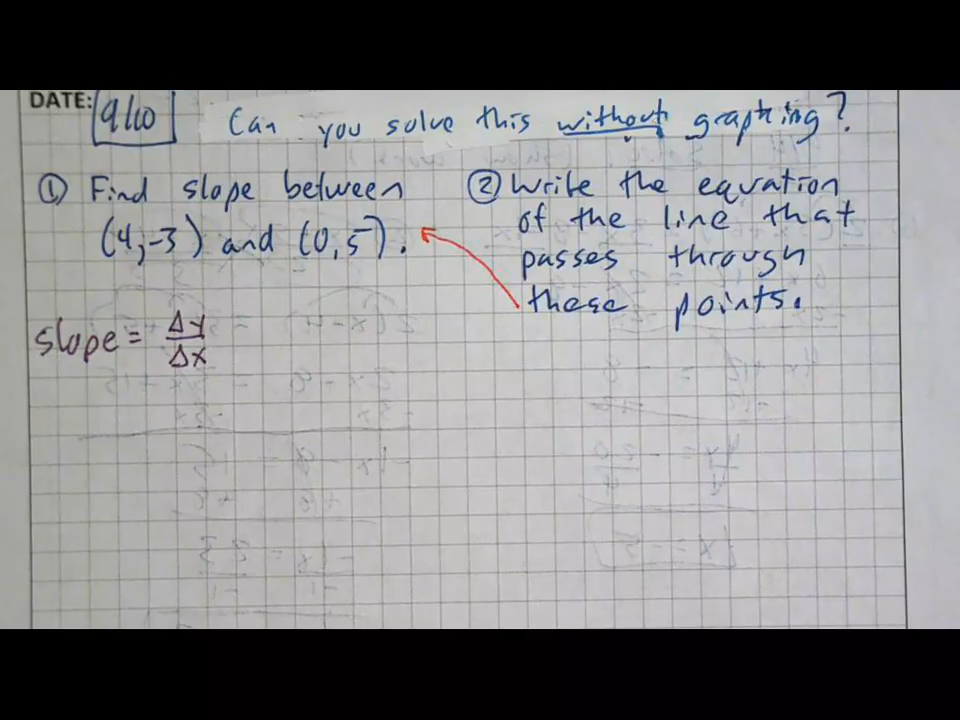 DATE: 9/10 Can you solve this without graphing?
① Find slope between
(4,-3) and (0,5).
② Write the equation
of the line that
passes through
these points.
slope = Δy
Δx